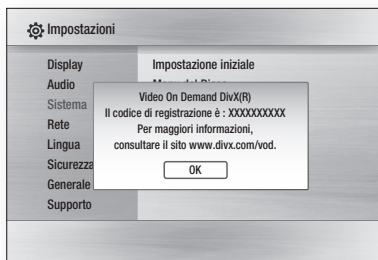 Impostazioni
Display
Impostazione iniziale
Audio
Sistema
Rete
Lingua
Sicurezza
Generale
Supporto
Video On Demand DivX(R)
Il codice di registrazione è : XXXXXXXXXX
Per maggiori informazioni,
consultare il sito www.divx.com/vod.
OK